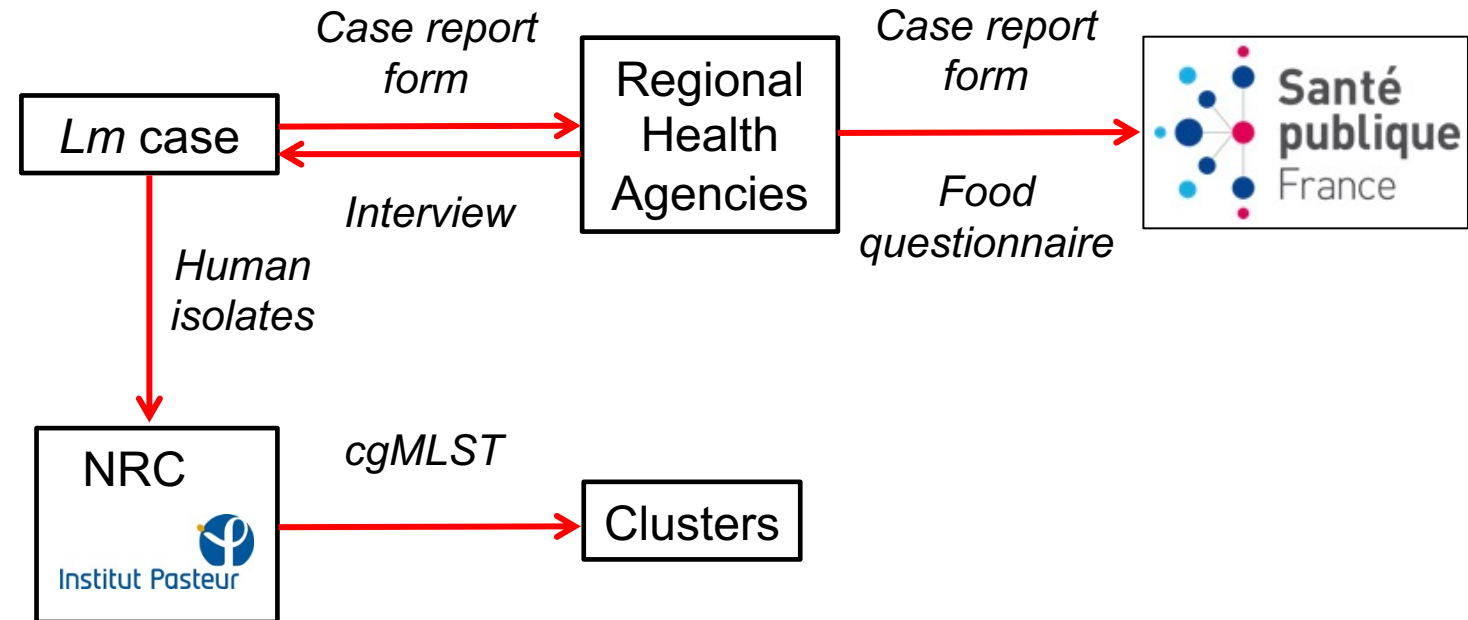 Case report
form
Case report
form
Lm case
Regional
Health
Agencies
Santé
publique
France
Interview
Food
questionnaire
Human
isolates
NRC
Institut Pasteur
cgMLST
Clusters